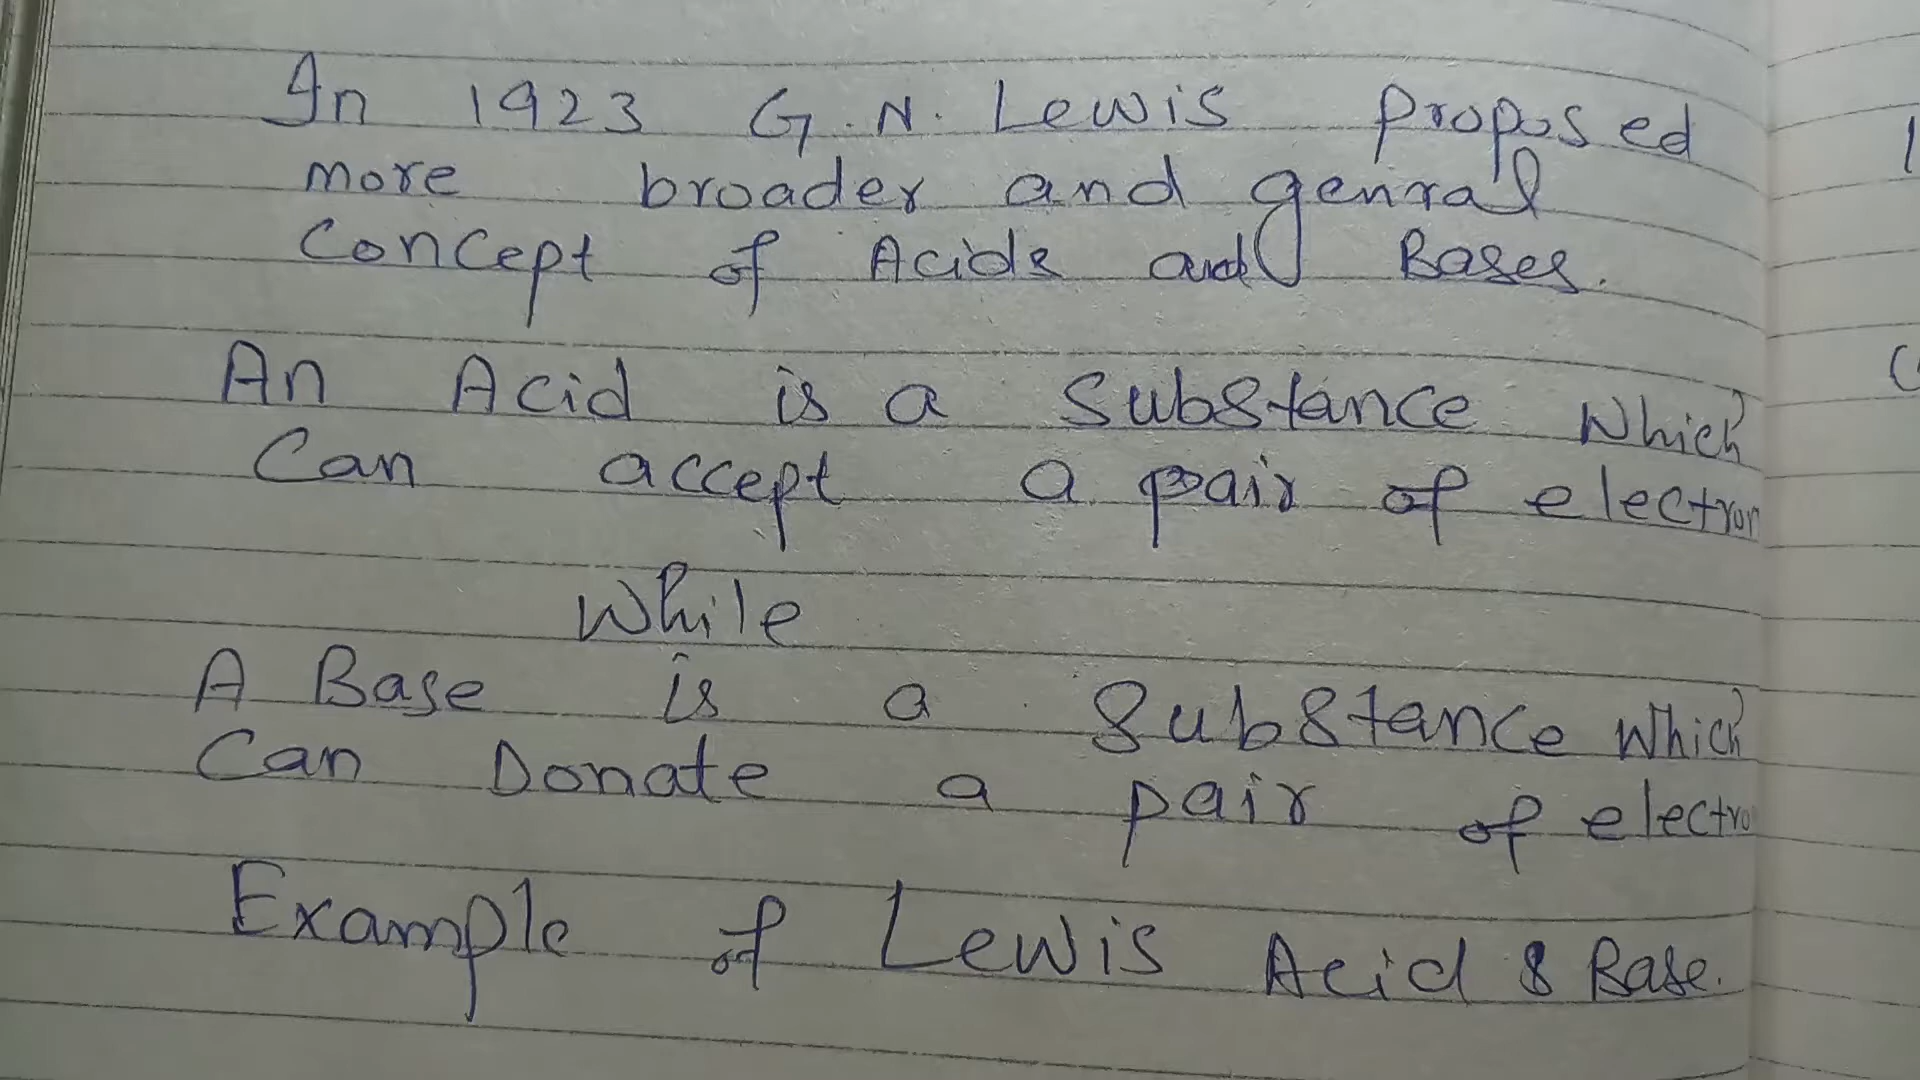 In 1923 G.N. Lewis proposed
more broader and genral
Concept of Acids and Bases.
An Acid is a Substance Which
Can accept a pair of electron
While
A Base is a Substance Which
Can Donate a pair of electro
Example of Lewis Acid & Base.